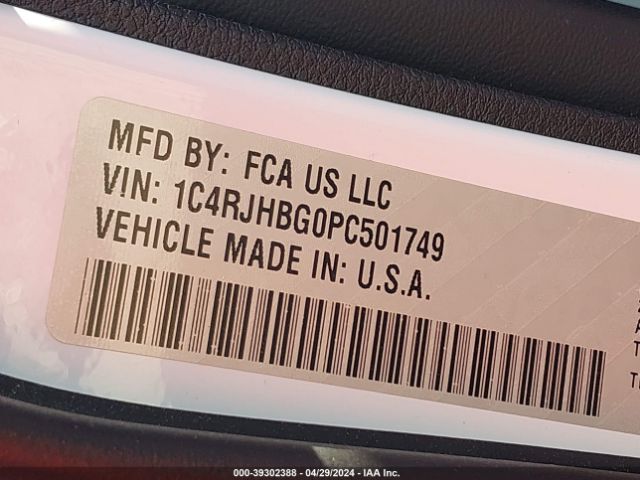 MFD BY: FCA US LLC
VIN: 1C4RJHBG0PC501749
VEHICLE MADE IN: U.S.A.
000-39302388 - 04/29/2024 - IAA Inc.